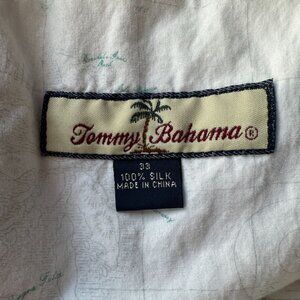 Tommy Bahama®
33
100% SILK
MADE IN CHINA